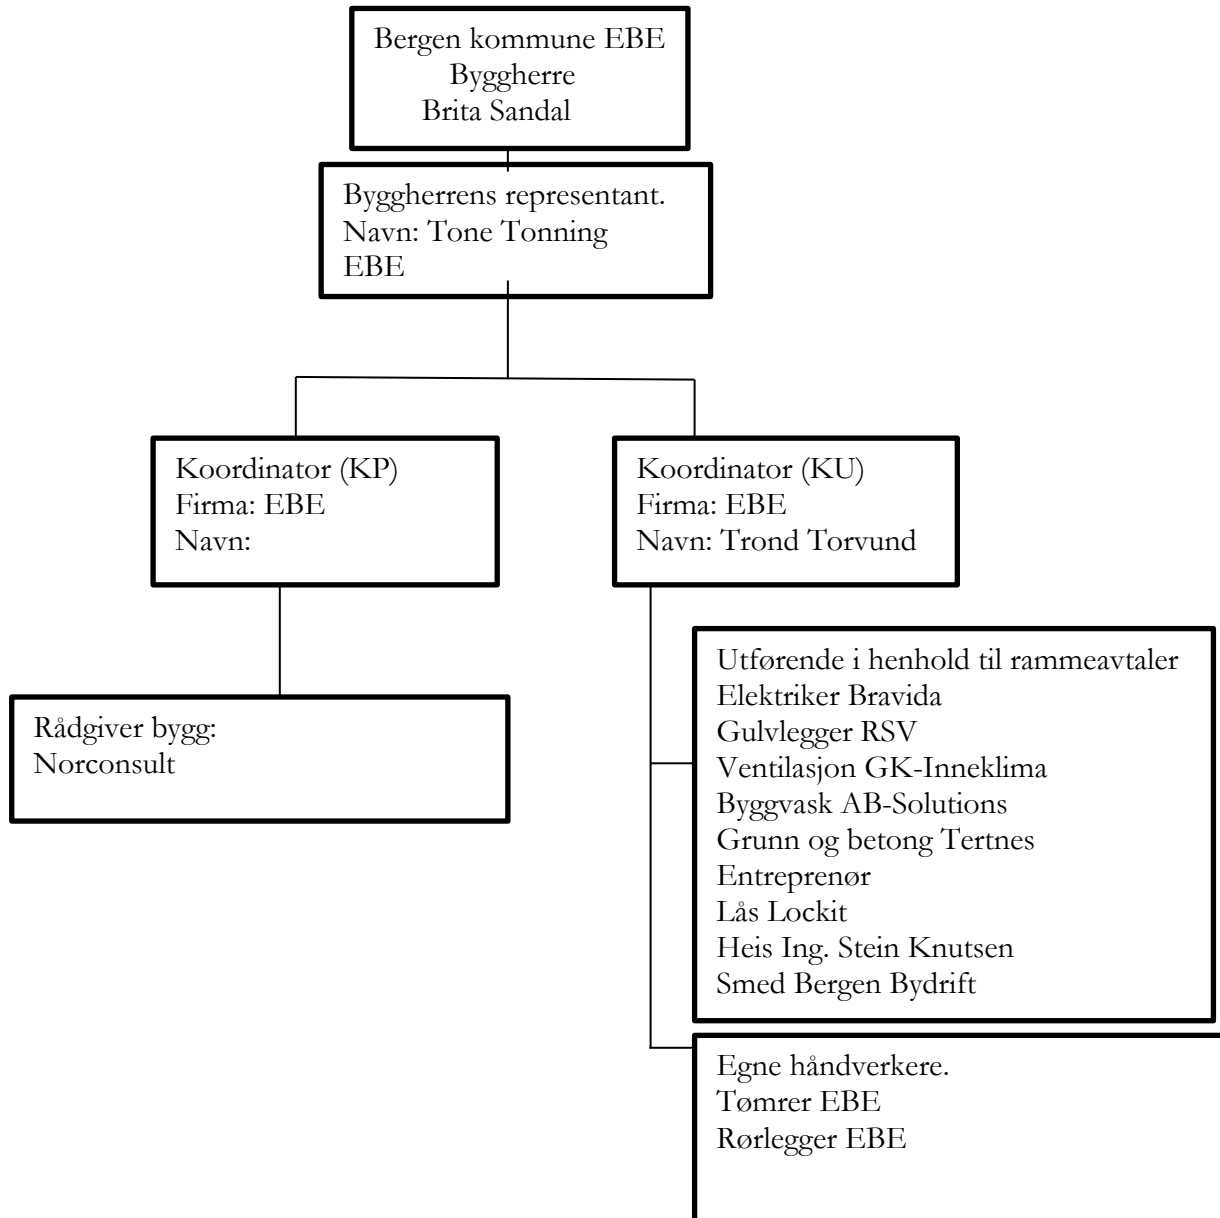 Bergen kommune EBE
Byggherre
Brita Sandal
Byggherrens representant.
Navn: Tone Tonning
EBE
Koordinator (KP)
Firma: EBE
Navn:
Koordinator (KU)
Firma: EBE
Navn: Trond Torvund
Rådgiver bygg:
Norconsult
Utførende i henhold til rammeavtaler
Elektriker Bravida
Gulvlegger RSV
Ventilasjon GK-Inneklima
Byggvask AB-Solutions
Grunn og betong Tertnes
Entreprenør
Lås Lockit
Heis Ing. Stein Knutsen
Smed Bergen Bydrift
Egne håndverkere.
Tømrer EBE
Rørlegger EBE